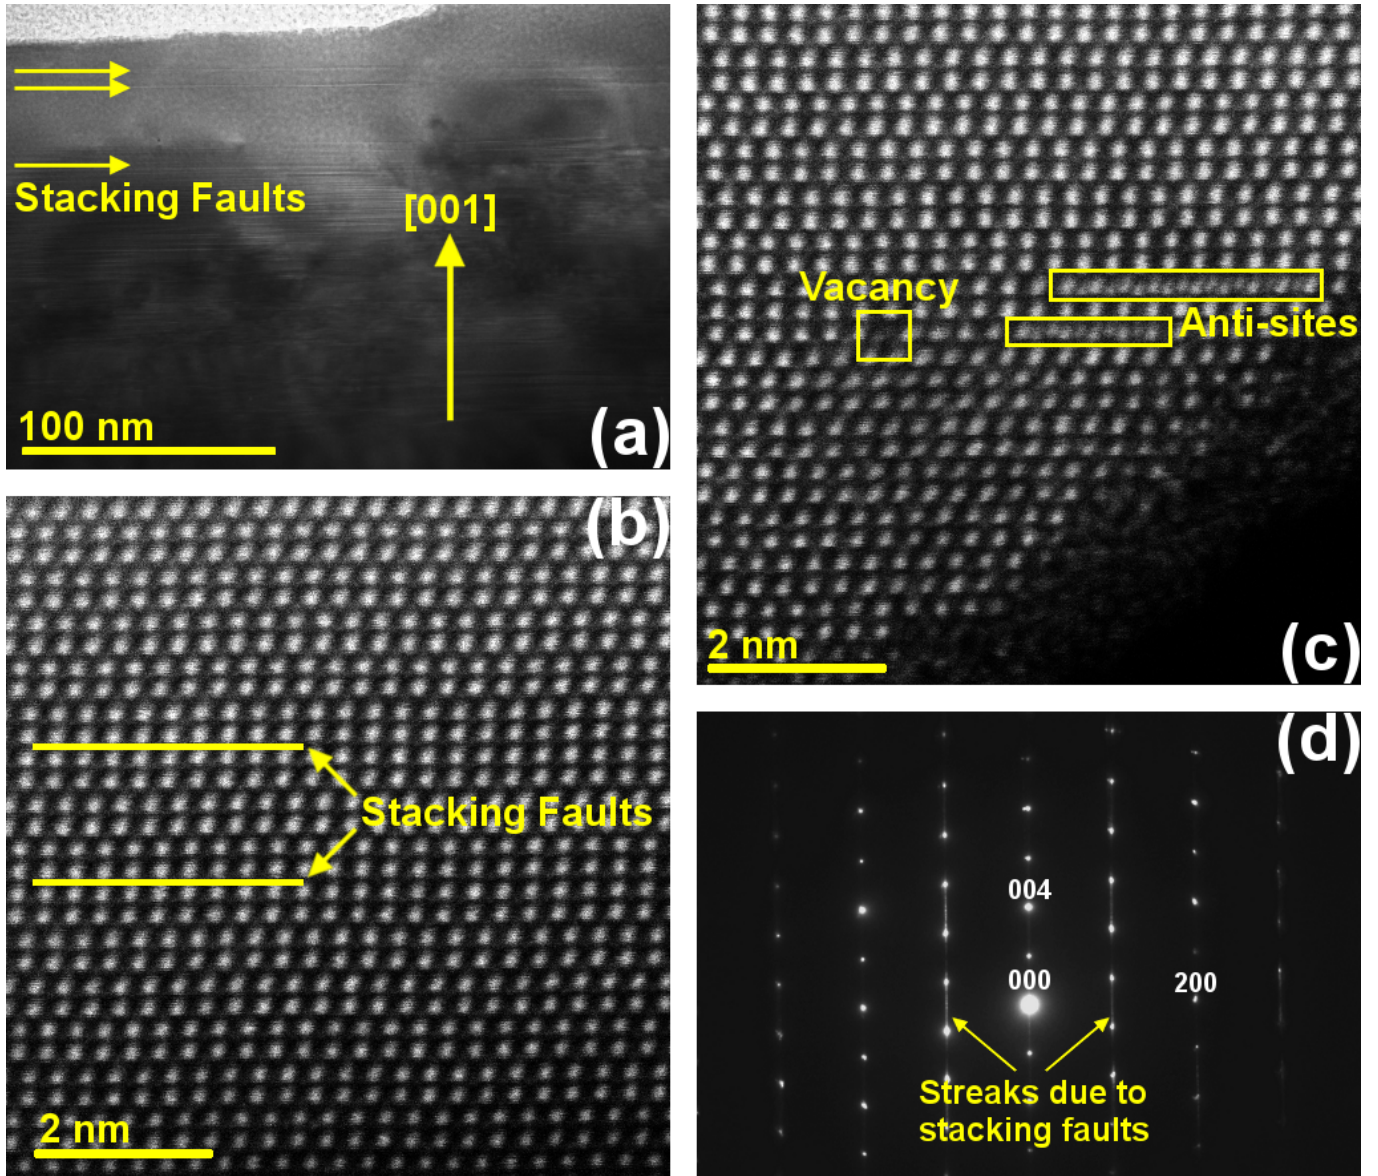 Stacking Faults
[001]
100 nm
(a)
(b)
Stacking Faults
2 nm
Vacancy
Anti-sites
2 nm
(c)
(d)
004
000
200
Streaks due to
stacking faults